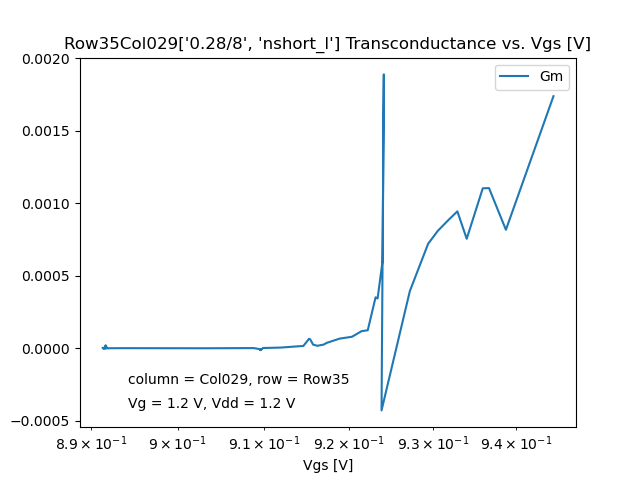 Row35Col029['0.28/8', 'nshort_l'] Transconductance vs. Vgs [V]
Gm
0.0020
0.0015
0.0010
0.0005
0.0000
−0.0005
column = Col029, row = Row35
Vg = 1.2 V, Vdd = 1.2 V
8.9 × 10⁻¹ 9 × 10⁻¹ 9.1 × 10⁻¹ 9.2 × 10⁻¹ 9.3 × 10⁻¹ 9.4 × 10⁻¹
Vgs [V]